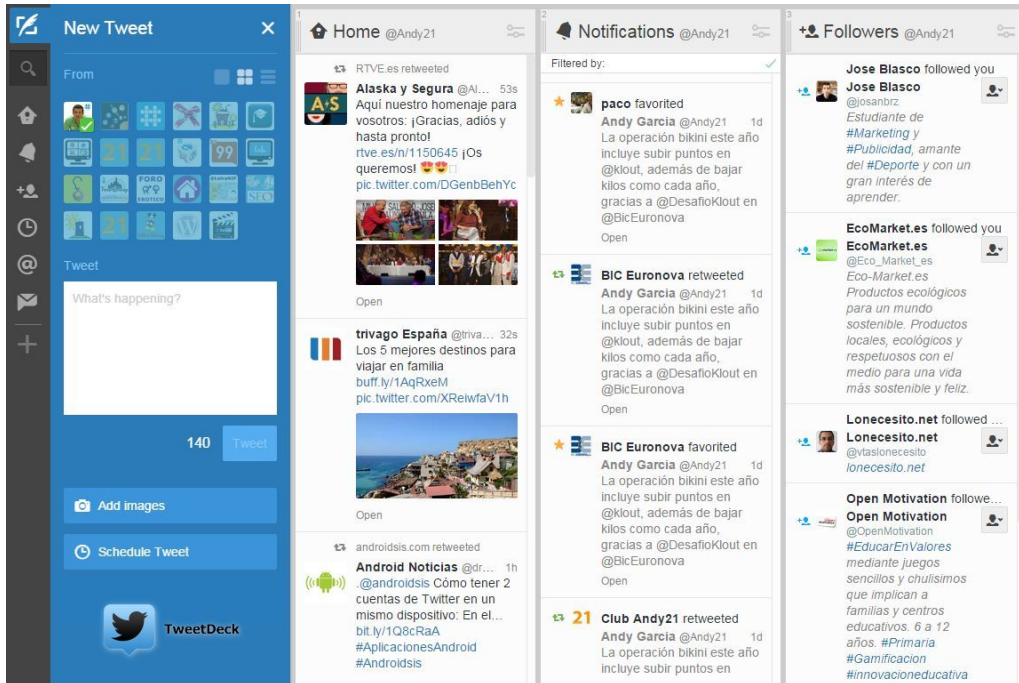 New Tweet
From
Tweet
What's happening?
140 Tweet
Add images
Schedule Tweet
TweetDeck
1
Home @Andy21
RTVE.es retweeted
Alaska y Segura @Al... 53s
Aquí nuestro homenaje para
vosotros: ¡Gracias, adiós y
hasta pronto!
rtve.es/n/1150645 ¡Os
queremos! 😍😍
pic.twitter.com/DGenbBehYc
Open
trivago España @triva... 32s
Los 5 mejores destinos para
viajar en familia
buff.ly/1AqRxeM
pic.twitter.com/XReiwfaV1h
Open
androidsis.com retweeted
Android Noticias @dr... 1h
.@androidsis Cómo tener 2
cuentas de Twitter en un
mismo dispositivo: En el...
bit.ly/1Q8cRaA
#AplicacionesAndroid
#Androidsis
2
Notifications @Andy21
Filtered by:
paco favorited
Andy Garcia @Andy21 1d
La operación bikini este año
incluye subir puntos en
@klout, además de bajar
kilos como cada año,
gracias a @DesafioKlout en
@BicEuronova
Open
BIC Euronova retweeted
Andy Garcia @Andy21 1d
La operación bikini este año
incluye subir puntos en
@klout, además de bajar
kilos como cada año,
gracias a @DesafioKlout en
@BicEuronova
Open
BIC Euronova favorited
Andy Garcia @Andy21 1d
La operación bikini este año
incluye subir puntos en
@klout, además de bajar
kilos como cada año,
gracias a @DesafioKlout en
@BicEuronova
Open
21 Club Andy21 retweeted
Andy Garcia @Andy21 1d
La operación bikini este año
incluye subir puntos en
3
Followers @Andy21
Jose Blasco followed you
Jose Blasco
@josanbrz
Estudiante de
#Marketing y
#Publicidad, amante
del #Deporte y con un
gran interés de
aprender.
EcoMarket.es followed you
EcoMarket.es
@Eco_Market_es
Eco-Market.es
Productos ecológicos
para un mundo
sostenible. Productos
locales, ecológicos y
respetuosos con el
medio para una vida
más sostenible y feliz.
Lonecesito.net followed ...
Lonecesito.net
@vtaslonecesito
lonecesito.net
Open Motivation followe...
Open Motivation
@OpenMotivation
#EducarEnValores
mediante juegos
sencillos y chulisimos
que implican a
familias y centros
educativos. 6 a 12
años. #Primaria
#Gamificacion
#innovacioneducativa